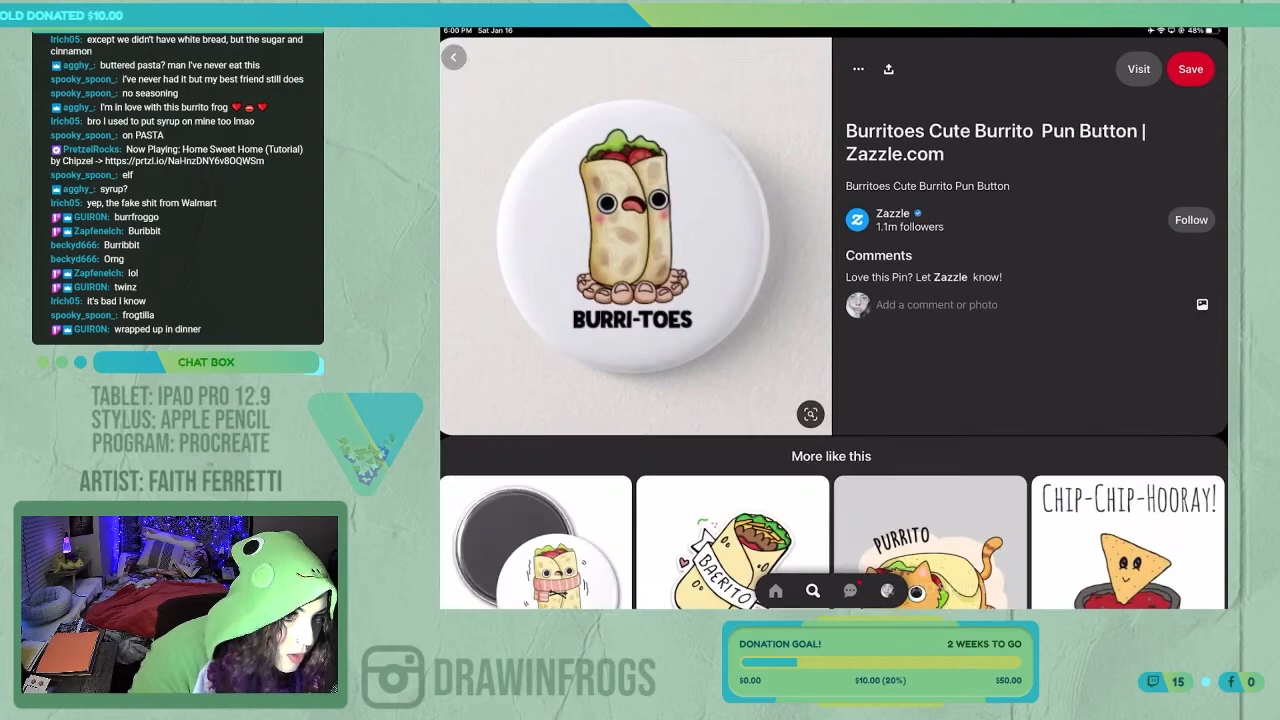 OLD DONATED $10.00
Irich05: except we didn't have white bread, but the sugar and
cinnamon
agghy_: buttered pasta? man I've never eat this
spooky_spoon_: i've never had it but my best friend still does
spooky_spoon_: no seasoning
agghy_: I'm in love with this burrito frog
Irich05: bro I used to put syrup on mine too lmao
spooky_spoon_: on PASTA
PretzelRocks: Now Playing: Home Sweet Home (Tutorial)
by Chipzel -> https://prtzl.io/NaHnzDNY6v8OQWSm
spooky_spoon_: elf
agghy_: syrup?
Irich05: yep, the fake shit from Walmart
GUIR0N: burrfroggo
Zapfenelch: Buribbit
beckyd666: Burribbit
beckyd666: Omg
Zapfenelch: lol
GUIR0N: twinz
Irich05: it's bad I know
spooky_spoon_: frogtilla
GUIR0N: wrapped up in dinner
CHAT BOX
TABLET: IPAD PRO 12.9
STYLUS: APPLE PENCIL
PROGRAM: PROCREATE
ARTIST: FAITH FERRETTI
6:00 PM Sat Jan 16
48%
BURRI-TOES
Visit
Save
Burritoes Cute Burrito Pun Button |
Zazzle.com
Burritoes Cute Burrito Pun Button
Zazzle
1.1m followers
Follow
Comments
Love this Pin? Let Zazzle know!
Add a comment or photo
More like this
BAERITO
PURRITO
CHIP-CHIP-HOORAY!
DRAWINFROGS
DONATION GOAL!
2 WEEKS TO GO
$0.00
$10.00 (20%)
$50.00
15
0